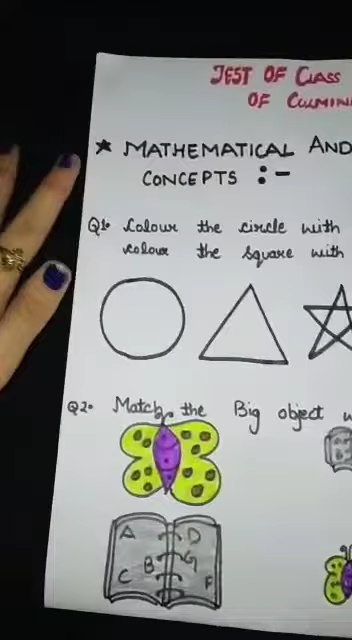 TEST OF CLASS
OF
* MATHEMATICAL AND
CONCEPTS :-
Q1. Colour the circle with
colour the square with
Q2. Match the Big object
A D
B G
C F